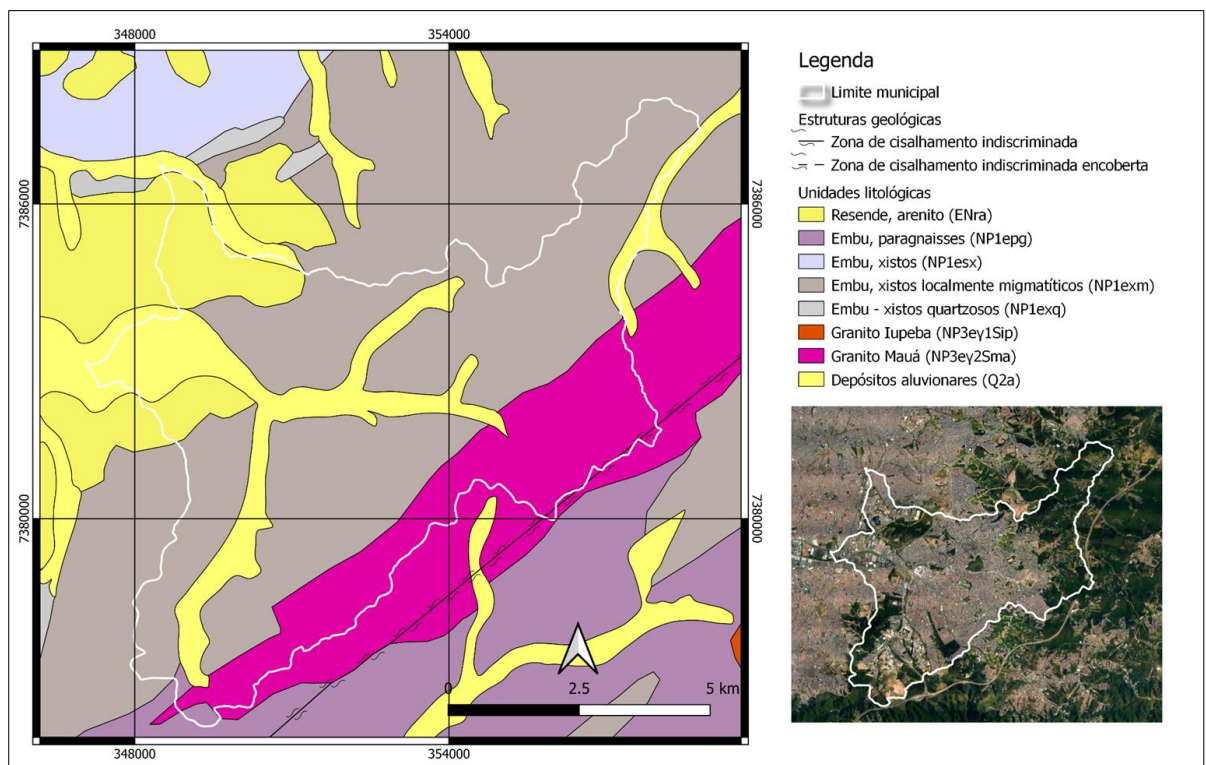 348000
354000
7386000
7386000
7380000
7380000
0
2.5
5 km
348000
354000
Legenda
Limite municipal
Estruturas geológicas
Zona de cisalhamento indiscriminada
Zona de cisalhamento indiscriminada encoberta
Unidades litológicas
Resende, arenito (ENra)
Embu, paragnaisses (NP1epg)
Embu, xistos (NP1esx)
Embu, xistos localmente migmatíticos (NP1exm)
Embu - xistos quartzosos (NP1exq)
Granito Iupeba (NP3eγ1Sip)
Granito Mauá (NP3eγ2Sma)
Depósitos aluvionares (Q2a)